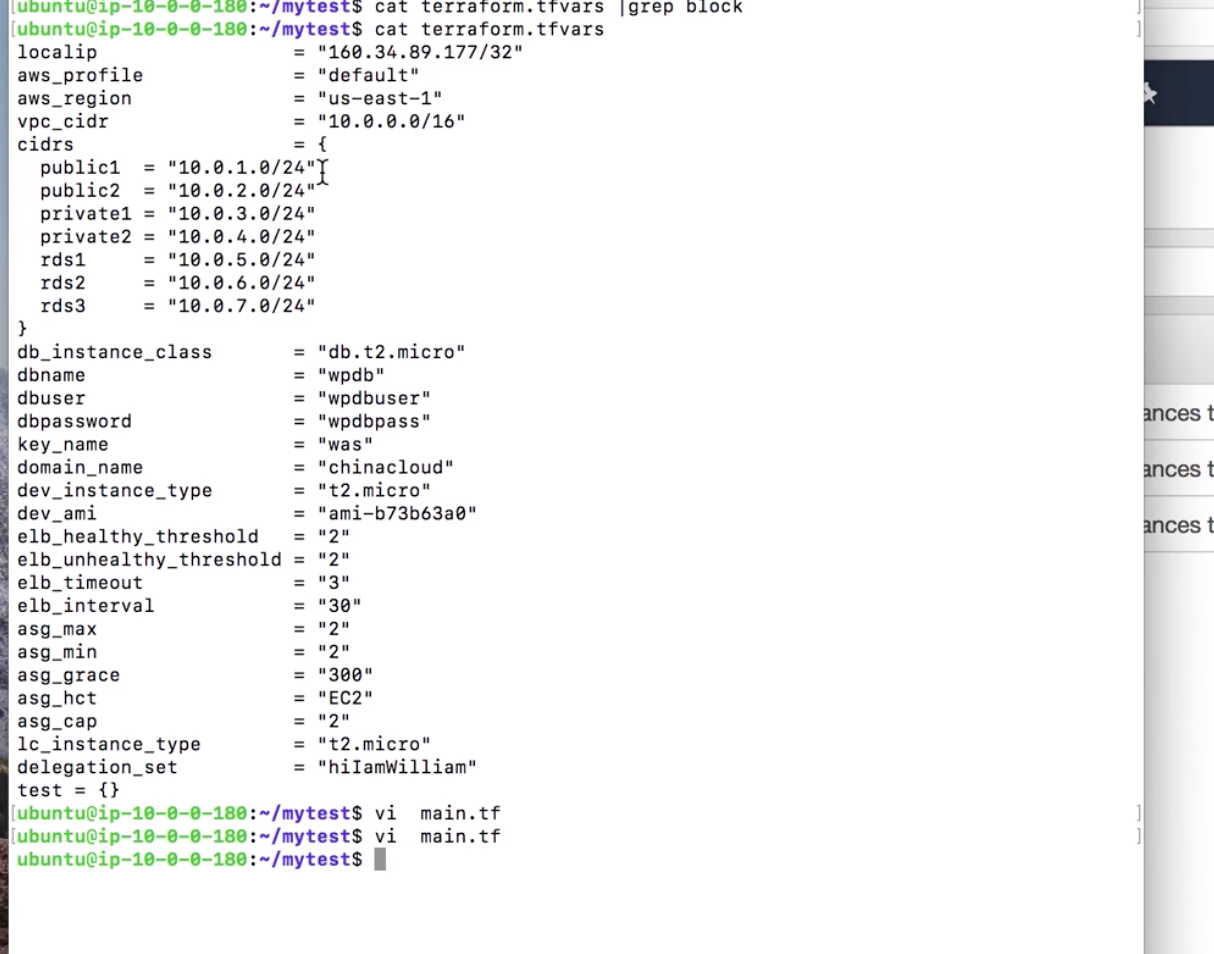 [ubuntu@ip-10-0-0-180:~/mytest$ cat terraform.tfvars |grep block ]
[ubuntu@ip-10-0-0-180:~/mytest$ cat terraform.tfvars ]
localip = "160.34.89.177/32"
aws_profile = "default"
aws_region = "us-east-1"
vpc_cidr = "10.0.0.0/16"
cidrs = {
public1 = "10.0.1.0/24"
public2 = "10.0.2.0/24"
private1 = "10.0.3.0/24"
private2 = "10.0.4.0/24"
rds1 = "10.0.5.0/24"
rds2 = "10.0.6.0/24"
rds3 = "10.0.7.0/24"
}
db_instance_class = "db.t2.micro"
dbname = "wpdb"
dbuser = "wpdbuser"
dbpassword = "wpdbpass"
key_name = "was"
domain_name = "chinacloud"
dev_instance_type = "t2.micro"
dev_ami = "ami-b73b63a0"
elb_healthy_threshold = "2"
elb_unhealthy_threshold = "2"
elb_timeout = "3"
elb_interval = "30"
asg_max = "2"
asg_min = "2"
asg_grace = "300"
asg_hct = "EC2"
asg_cap = "2"
lc_instance_type = "t2.micro"
delegation_set = "hiIamWilliam"
test = {}
[ubuntu@ip-10-0-0-180:~/mytest$ vi main.tf ]
[ubuntu@ip-10-0-0-180:~/mytest$ vi main.tf ]
ubuntu@ip-10-0-0-180:~/mytest$
ances t
ances t
ances t